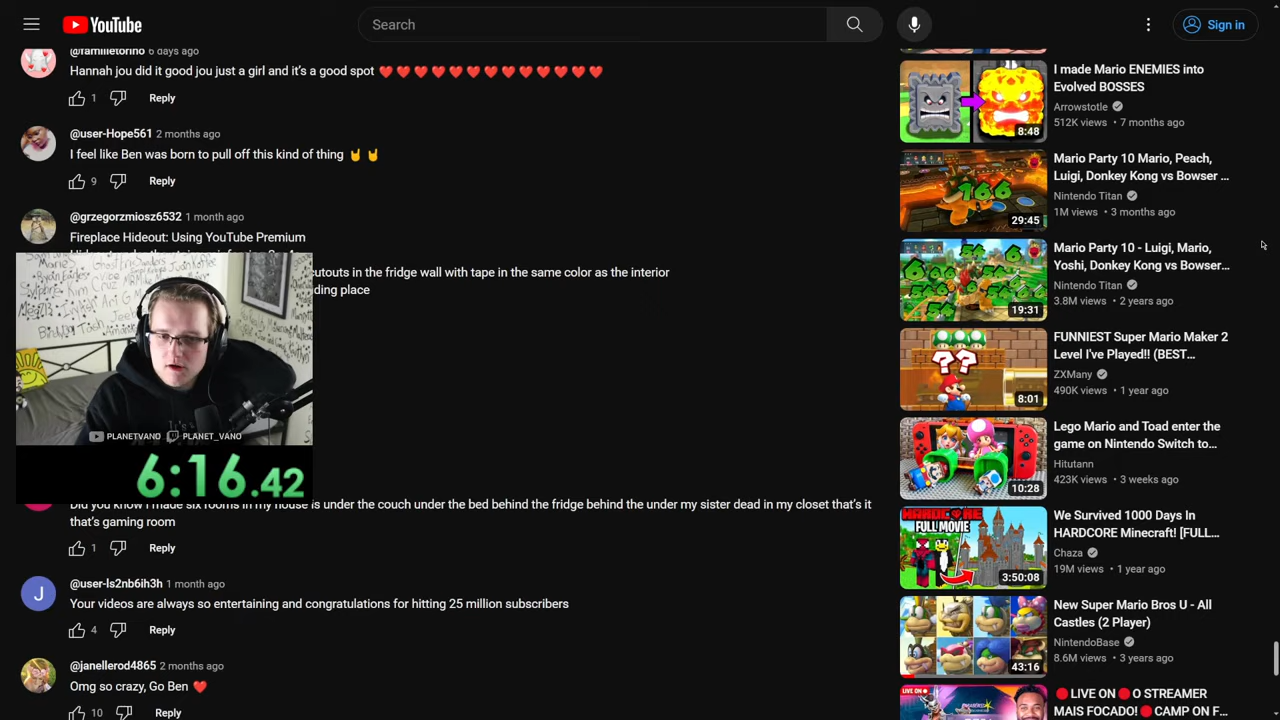 YouTube
Search
Sign in
@familietorino 6 days ago
Hannah jou did it good jou just a girl and it's a good spot ❤️❤️❤️❤️❤️❤️❤️❤️❤️❤️❤️❤️❤️
1 Reply
@user-Hope561 2 months ago
I feel like Ben was born to pull off this kind of thing 🤘🤘
9 Reply
@grzegorzmiosz6532 1 month ago
Fireplace Hideout: Using YouTube Premium
cutouts in the fridge wall with tape in the same color as the interior
ding place
PLANETVANO PLANET_VANO
6:16.42
Did you know I made six rooms in my house is under the couch under the bed behind the fridge behind the under my sister dead in my closet that's it
that's gaming room
1 Reply
J
@user-ls2nb6ih3h 1 month ago
Your videos are always so entertaining and congratulations for hitting 25 million subscribers
4 Reply
@janellerod4865 2 months ago
Omg so crazy, Go Ben ❤️
10 Reply
8:48
I made Mario ENEMIES into
Evolved BOSSES
Arrowstotle
512K views • 7 months ago
166
29:45
Mario Party 10 Mario, Peach,
Luigi, Donkey Kong vs Bowser ...
Nintendo Titan
1M views • 3 months ago
19:31
Mario Party 10 - Luigi, Mario,
Yoshi, Donkey Kong vs Bowser...
Nintendo Titan
3.8M views • 2 years ago
??
8:01
FUNNIEST Super Mario Maker 2
Level I've Played!! (BEST...
ZXMany
490K views • 1 year ago
10:28
Lego Mario and Toad enter the
game on Nintendo Switch to...
Hitutann
423K views • 3 weeks ago
HARDCORE
FULL MOVIE
3:50:08
We Survived 1000 Days In
HARDCORE Minecraft! [FULL...
Chaza
19M views • 1 year ago
43:16
New Super Mario Bros U - All
Castles (2 Player)
NintendoBase
8.6M views • 3 years ago
LIVE ON
🔴LIVE ON🔴O STREAMER
MAIS FOCADO!🔴CAMP ON F...